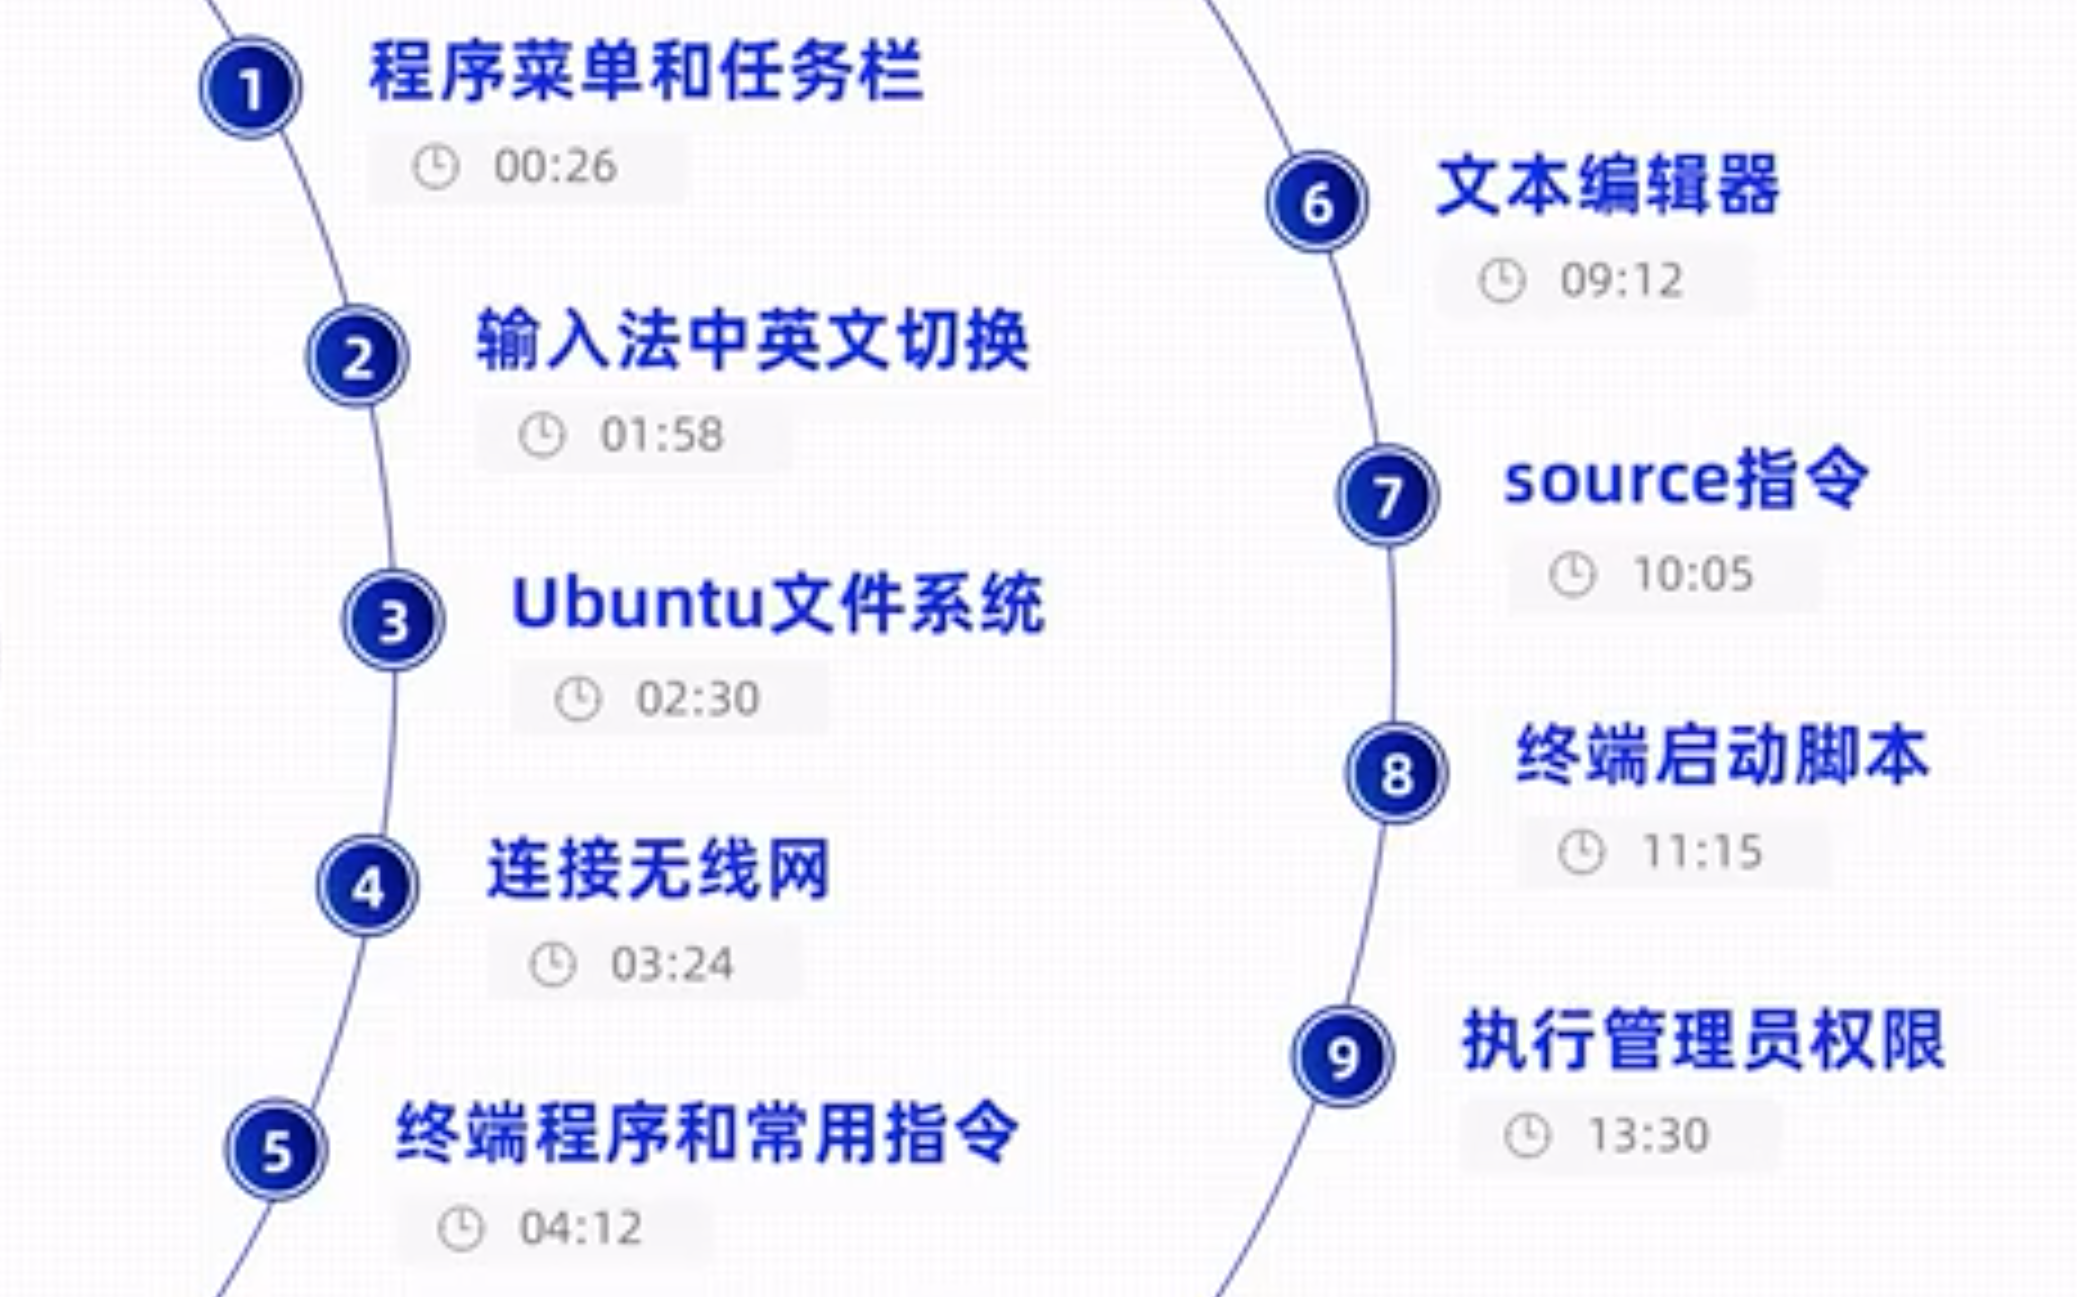 1
程序菜单和任务栏
00:26
2
输入法中英文切换
01:58
3
Ubuntu文件系统
02:30
4
连接无线网
03:24
5
终端程序和常用指令
04:12
6
文本编辑器
09:12
7
source指令
10:05
8
终端启动脚本
11:15
9
执行管理员权限
13:30